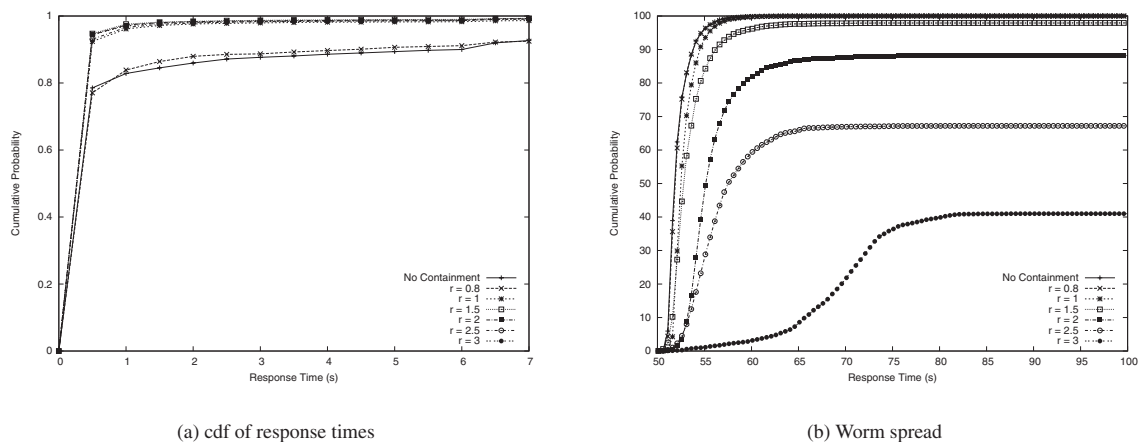 1
0.8
0.6
0.4
0.2
0
Cumulative Probability
0 1 2 3 4 5 6 7
Response Time (s)
No Containment
r = 0.8
r = 1
r = 1.5
r = 2
r = 2.5
r = 3
(a) cdf of response times
100
90
80
70
60
50
40
30
20
10
0
Cumulative Probability
50 55 60 65 70 75 80 85 90 95 100
Response Time (s)
No Containment
r = 0.8
r = 1
r = 1.5
r = 2
r = 2.5
r = 3
(b) Worm spread